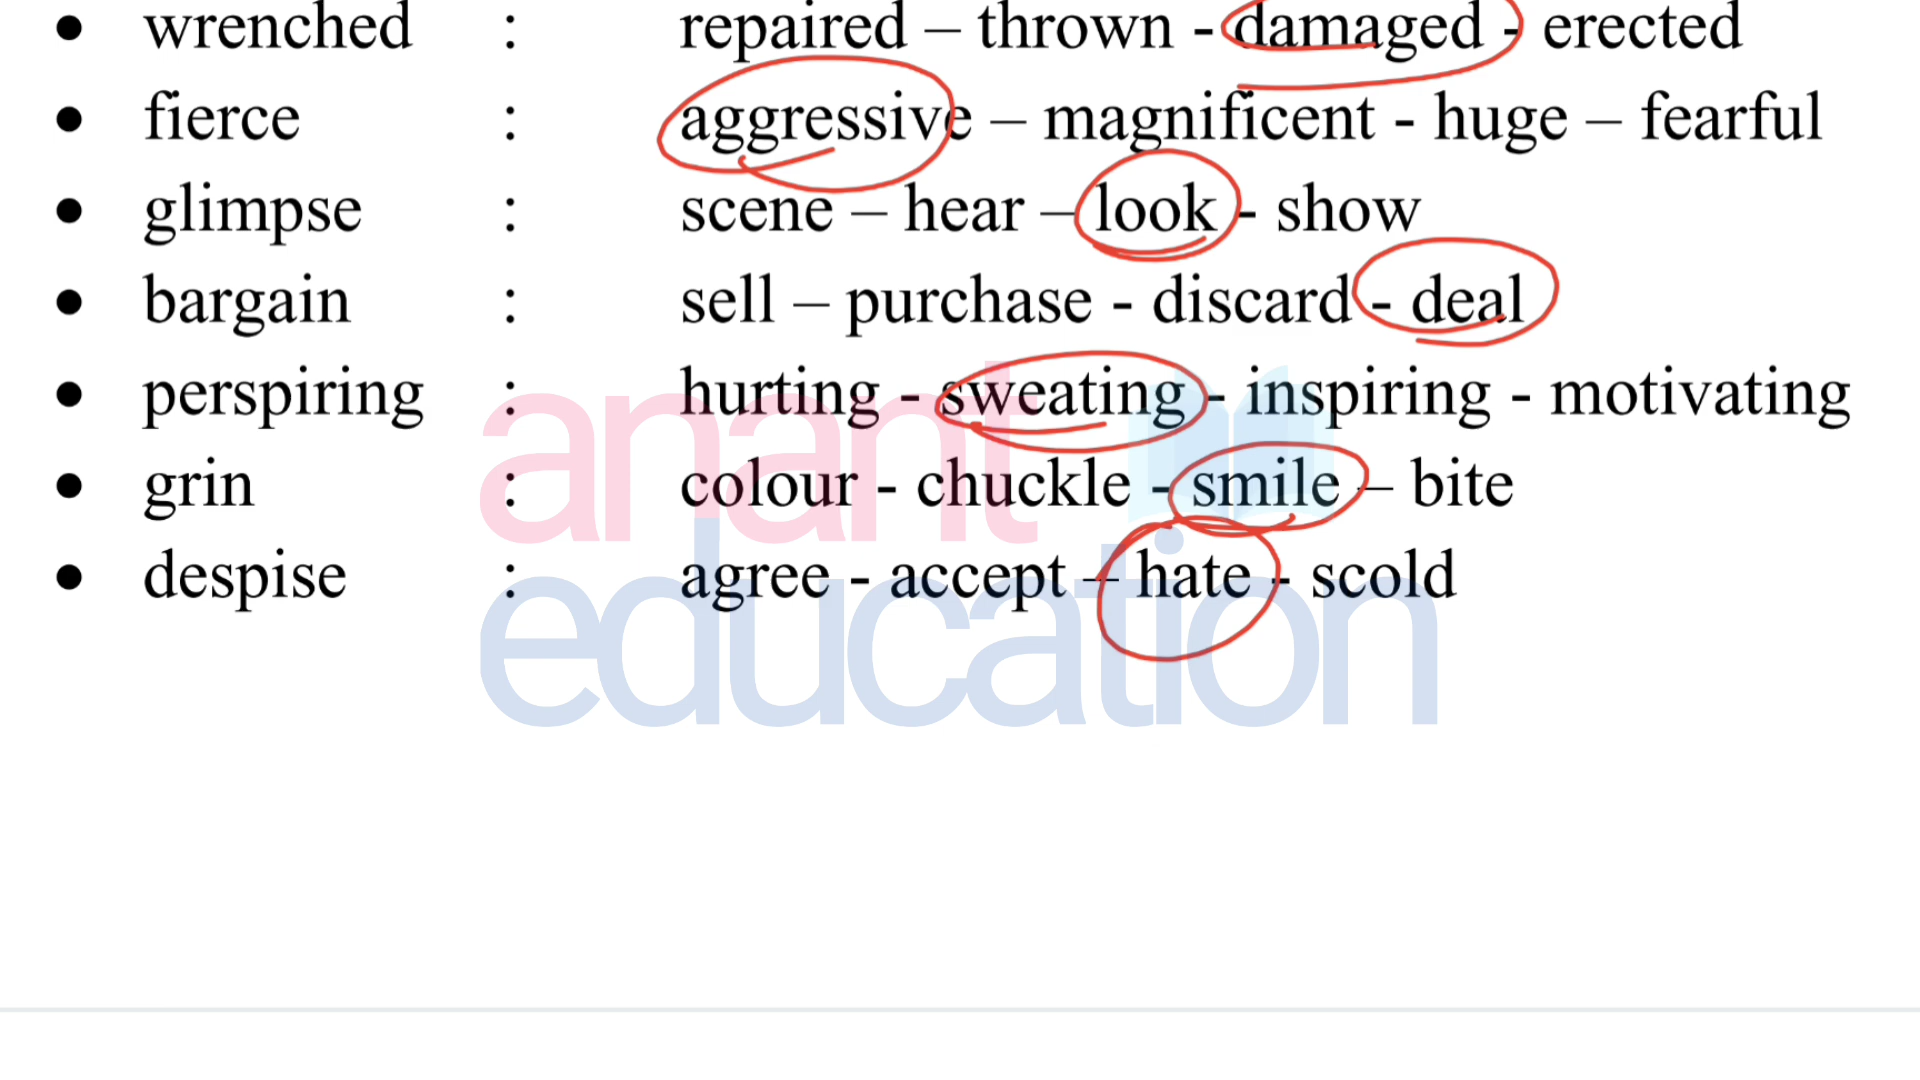 • wrenched : repaired – thrown - damaged - erected
• fierce : aggressive – magnificent - huge – fearful
• glimpse : scene – hear – look - show
• bargain : sell – purchase - discard - deal
• perspiring : hurting - sweating - inspiring - motivating
• grin : colour - chuckle - smile – bite
• despise : agree - accept – hate - scold
anant
education